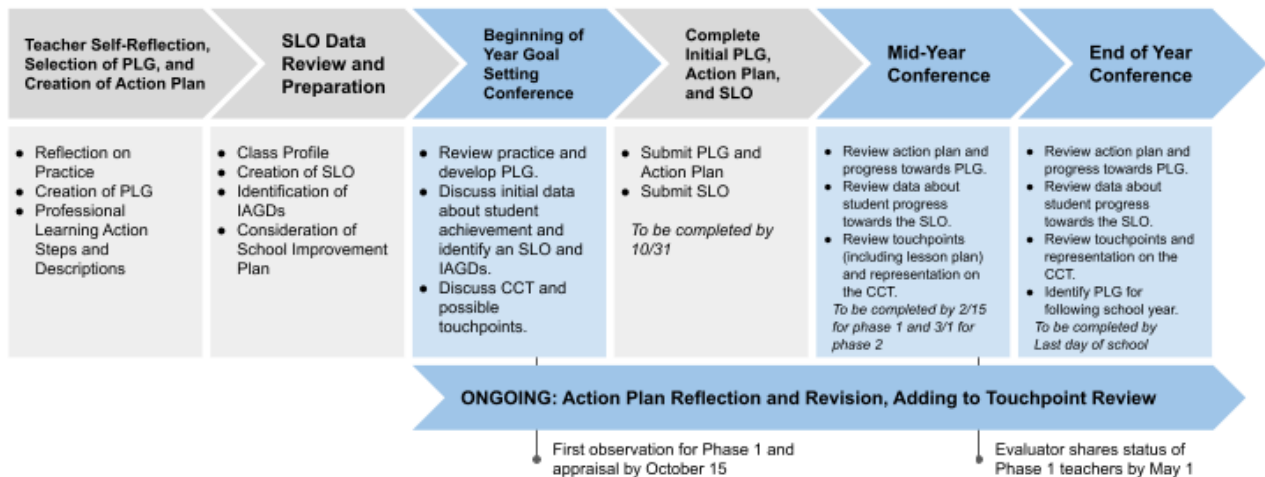 Teacher Self-Reflection,
Selection of PLG, and
Creation of Action Plan
SLO Data
Review and
Preparation
Beginning of
Year Goal
Setting
Conference
Complete
Initial PLG,
Action Plan,
and SLO
Mid-Year
Conference
End of Year
Conference
● Reflection on
Practice
● Creation of PLG
● Professional
Learning Action
Steps and
Descriptions
● Class Profile
● Creation of SLO
● Identification of
IAGDs
● Consideration of
School Improvement
Plan
● Review practice and
develop PLG.
● Discuss initial data
about student
achievement and
identify an SLO and
IAGDs.
● Discuss CCT and
possible
touchpoints.
● Submit PLG and
Action Plan
● Submit SLO
To be completed by
10/31
● Review action plan and
progress towards PLG.
● Review data about
student progress
towards the SLO.
● Review touchpoints
(including lesson plan)
and representation on
the CCT.
To be completed by 2/15
for phase 1 and 3/1 for
phase 2
● Review action plan and
progress towards PLG.
● Review data about
student progress
towards the SLO.
● Review touchpoints and
representation on the
CCT.
● Identify PLG for
following school year.
To be completed by
Last day of school
ONGOING: Action Plan Reflection and Revision, Adding to Touchpoint Review
First observation for Phase 1 and
appraisal by October 15
Evaluator shares status of
Phase 1 teachers by May 1